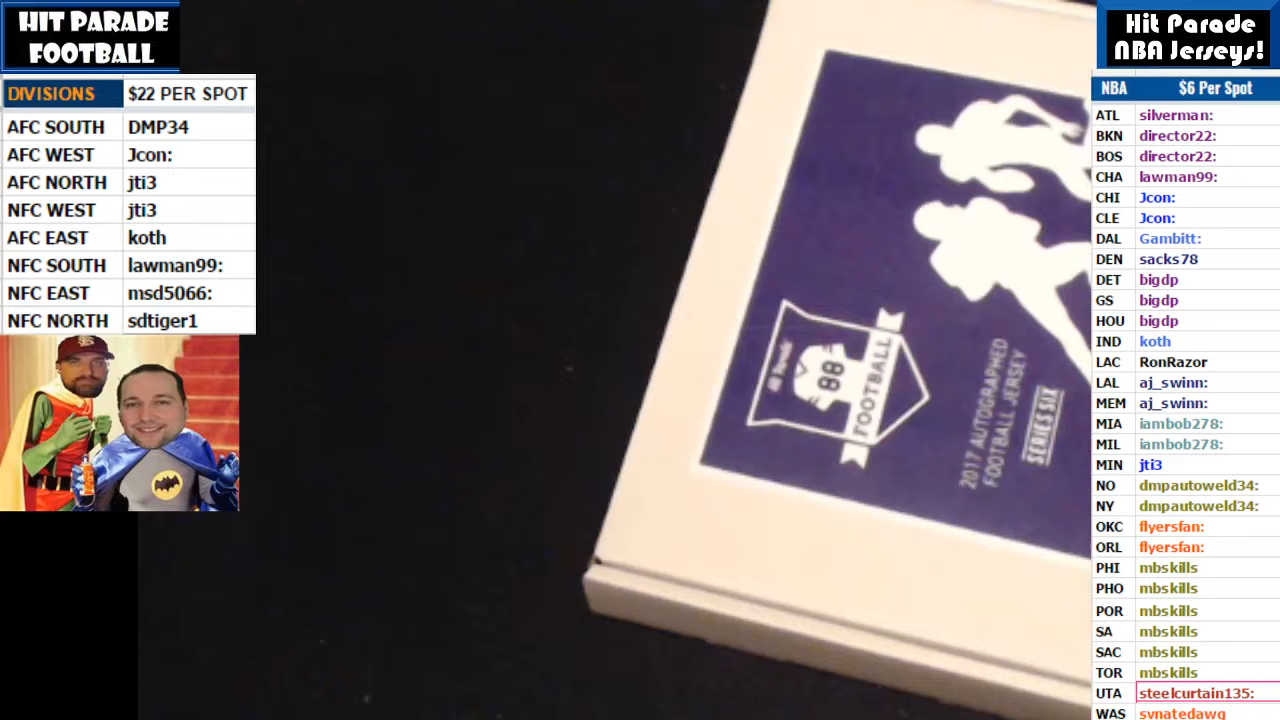 HIT PARADE
FOOTBALL
DIVISIONS $22 PER SPOT
AFC SOUTH DMP34
AFC WEST Jcon:
AFC NORTH jti3
NFC WEST jti3
AFC EAST koth
NFC SOUTH lawman99:
NFC EAST msd5066:
NFC NORTH sdtiger1
Hit Parade
88
FOOTBALL
2017 AUTOGRAPHED
FOOTBALL JERSEY
SERIES SIX
Hit Parade
NBA Jerseys!
NBA $6 Per Spot
ATL silverman:
BKN director22:
BOS director22:
CHA lawman99:
CHI Jcon:
CLE Jcon:
DAL Gambitt:
DEN sacks78
DET bigdp
GS bigdp
HOU bigdp
IND koth
LAC RonRazor
LAL aj_swinn:
MEM aj_swinn:
MIA iambob278:
MIL iambob278:
MIN jti3
NO dmpautoweld34:
NY dmpautoweld34:
OKC flyersfan:
ORL flyersfan:
PHI mbskills
PHO mbskills
POR mbskills
SA mbskills
SAC mbskills
TOR mbskills
UTA steelcurtain135:
WAS svnatedawg